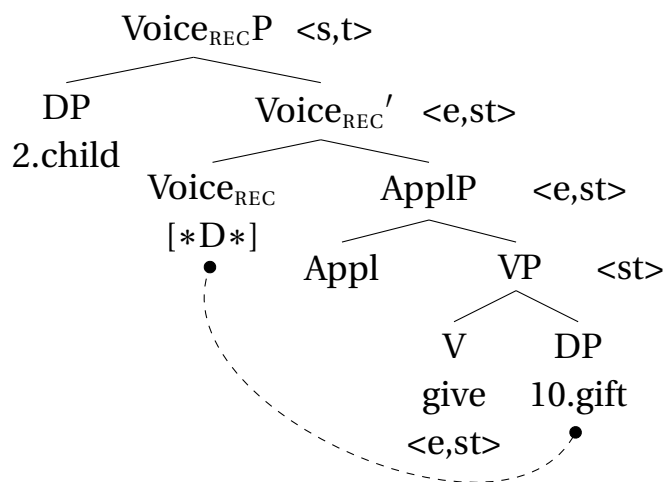 Voice_REC P <s,t>
DP Voice_REC′ <e,st>
2.child
Voice_REC ApplP <e,st>
[∗D∗]
Appl VP <st>
V DP
give 10.gift
<e,st>